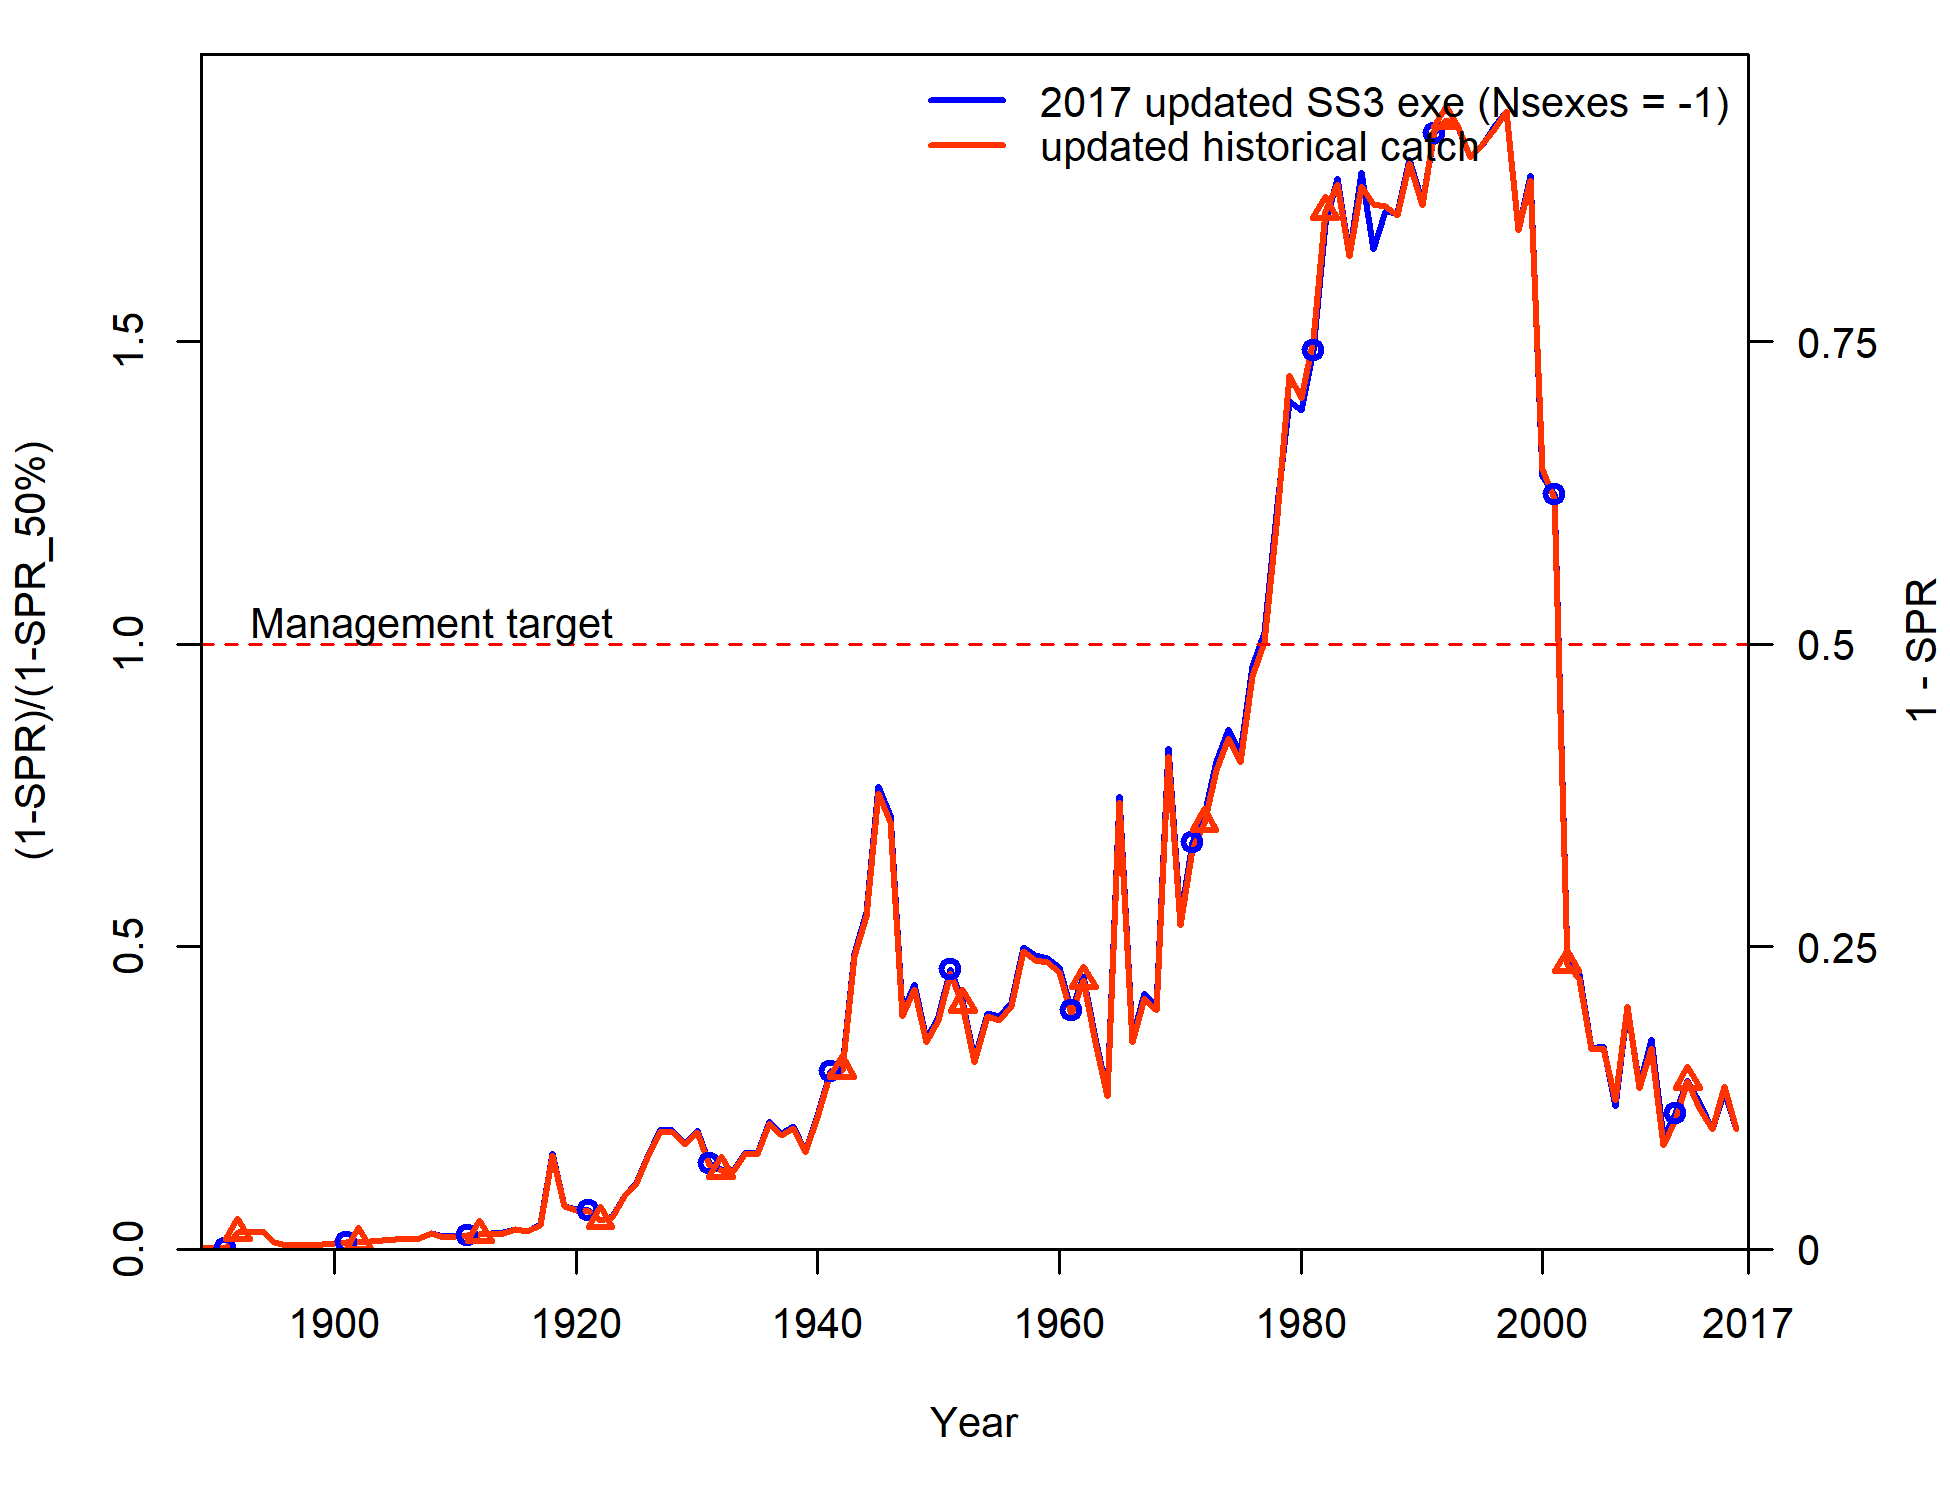 2017 updated SS3 exe (Nsexes = -1)
updated historical catch
(1-SPR)/(1-SPR_50%)
1.5
1.0
0.5
0.0
Management target
0.75
0.5
0.25
0
1 - SPR
1900
1920
1940
1960
1980
2000
2017
Year